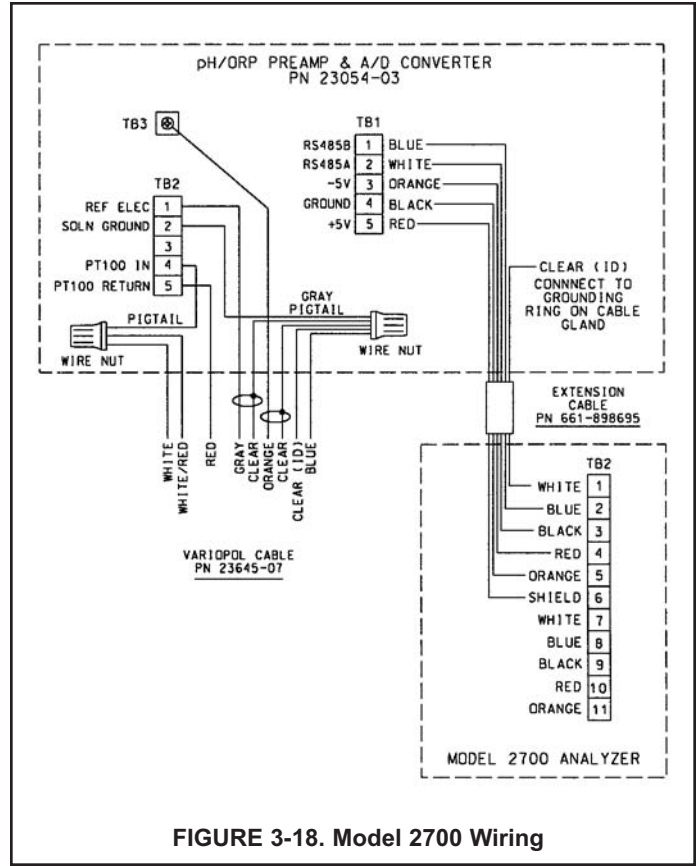 pH/ORP PREAMP & A/D CONVERTER
PN 23054-03
TB3
TB1
RS485B 1 BLUE
RS485A 2 WHITE
-5V 3 ORANGE
GROUND 4 BLACK
+5V 5 RED
TB2
REF ELEC 1
SOLN GROUND 2
3
PT100 IN 4
PT100 RETURN 5
PIGTAIL
WIRE NUT
GRAY
PIGTAIL
WIRE NUT
CLEAR (ID)
CONNNECT TO
GROUNDING
RING ON CABLE
GLAND
EXTENSION
CABLE
PN 661-898695
WHITE
WHITE/RED
RED
GRAY
CLEAR
ORANGE
CLEAR
CLEAR (ID)
BLUE
VARIOPOL CABLE
PN 23645-07
TB2
WHITE 1
BLUE 2
BLACK 3
RED 4
ORANGE 5
SHIELD 6
WHITE 7
BLUE 8
BLACK 9
RED 10
ORANGE 11
MODEL 2700 ANALYZER
FIGURE 3-18. Model 2700 Wiring